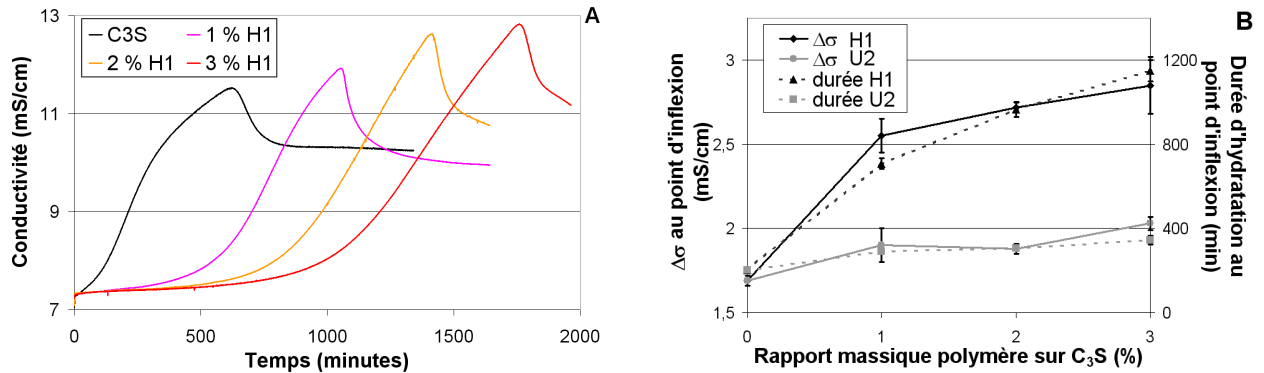 A
Conductivité (mS/cm)
13
11
9
7
C3S
1 % H1
2 % H1
3 % H1
0
500
1000
1500
2000
Temps (minutes)
B
Δσ au point d'inflexion
(mS/cm)
3
2,5
2
1,5
Δσ H1
Δσ U2
durée H1
durée U2
1200
800
400
0
Durée d'hydratation au
point d'inflexion (min)
0
1
2
3
Rapport massique polymère sur C3S (%)